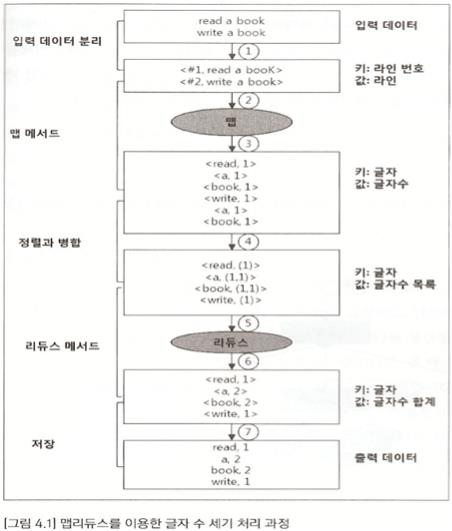 read a book
write a book
입력 데이터
입력 데이터 분리
①
<#1, read a booK>
<#2, write a book>
키: 라인 번호
값: 라인
②
맵
맵 메서드
③
<read, 1>
<a, 1>
<book, 1>
<write, 1>
<a, 1>
<book, 1>
키: 글자
값: 글자수
정렬과 병합
④
<read, (1)>
<a, (1,1)>
<book, (1,1)>
<write, (1)>
키: 글자
값: 글자수 목록
⑤
리듀스
리듀스 메서드
⑥
<read, 1>
<a, 2>
<book, 2>
<write, 1>
키: 글자
값: 글자수 합계
⑦
저장
read, 1
a, 2
book, 2
write, 1
출력 데이터
[그림 4.1] 맵리듀스를 이용한 글자 수 세기 처리 과정